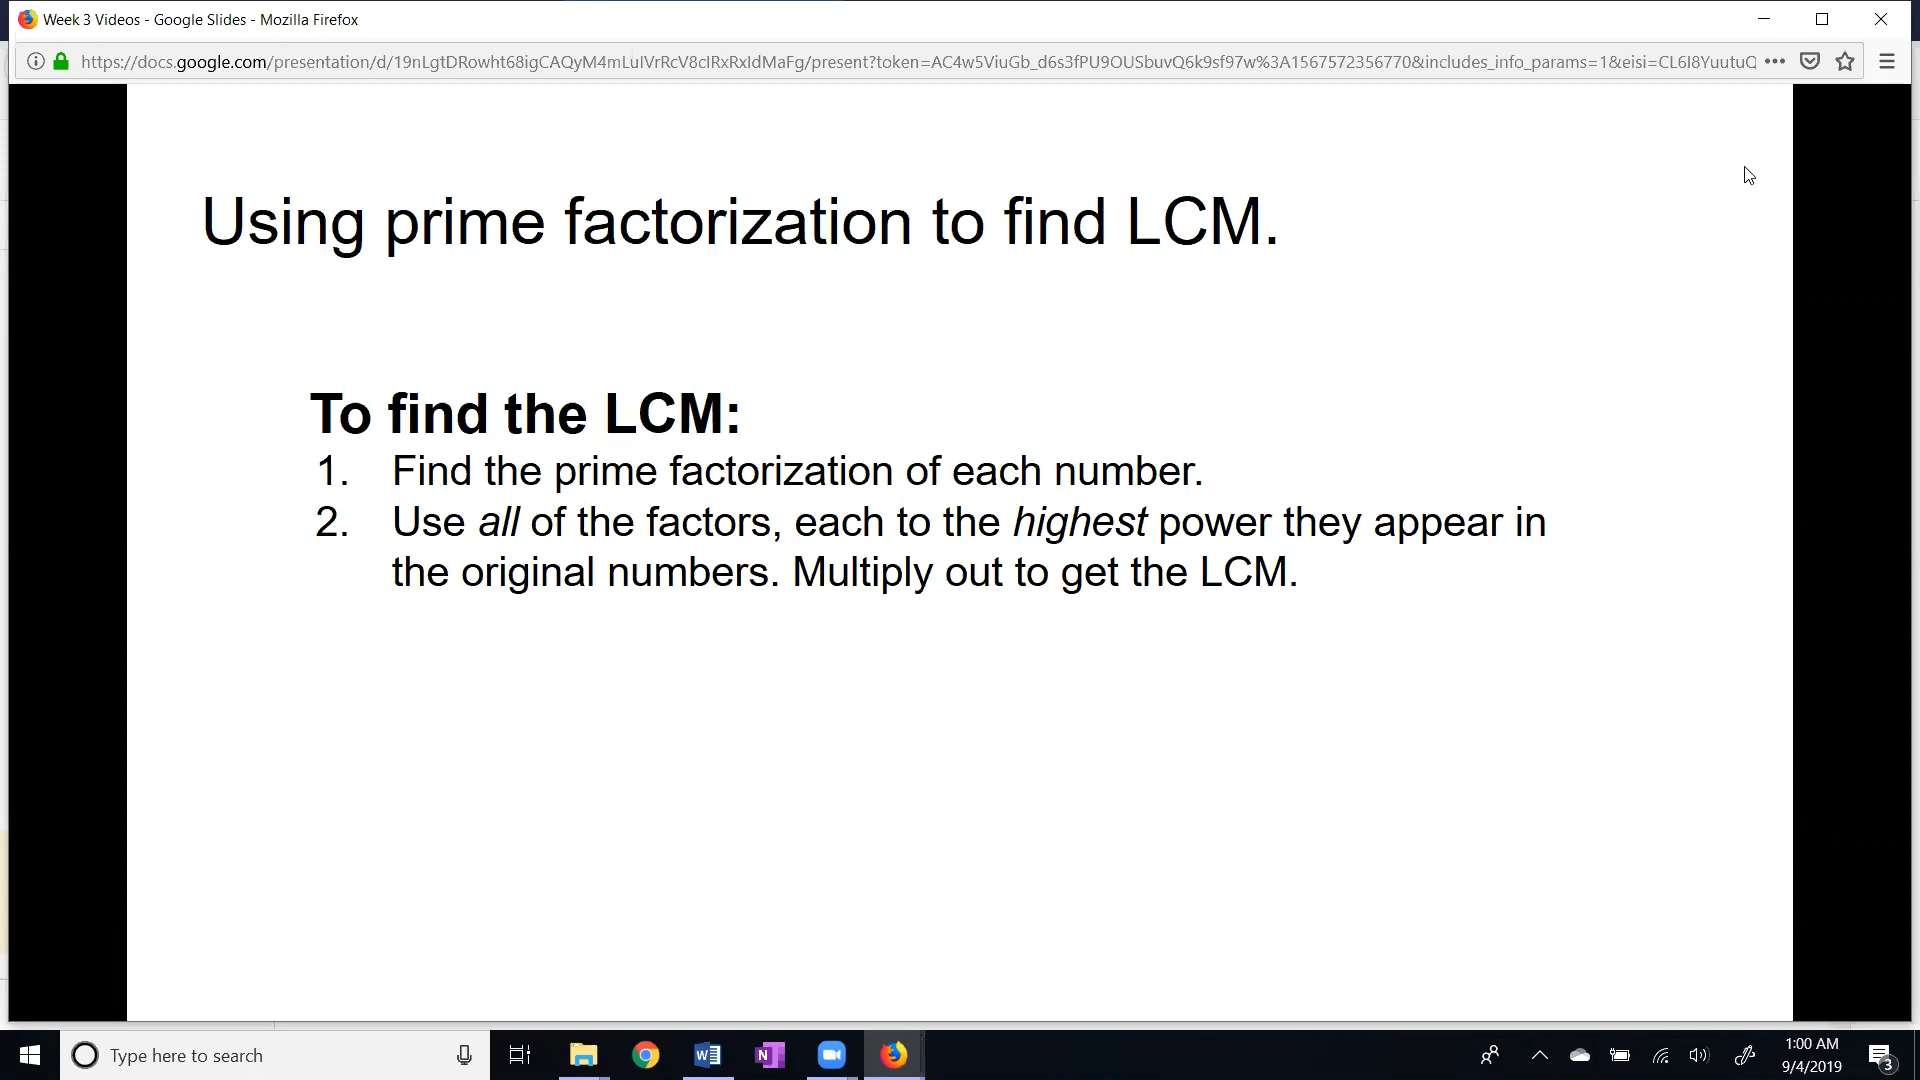 Week 3 Videos - Google Slides - Mozilla Firefox
https://docs.google.com/presentation/d/19nLgtDRowht68igCAQyM4mLuIVrRcV8cIRxRxIdMaFg/present?token=AC4w5ViuGb_d6s3fPU9OUSbuvQ6k9sf97w%3A1567572356770&includes_info_params=1&eisi=CL6I8YuutuQ
Using prime factorization to find LCM.
To find the LCM:
1. Find the prime factorization of each number.
2. Use all of the factors, each to the highest power they appear in
the original numbers. Multiply out to get the LCM.
Type here to search
1:00 AM
9/4/2019
3